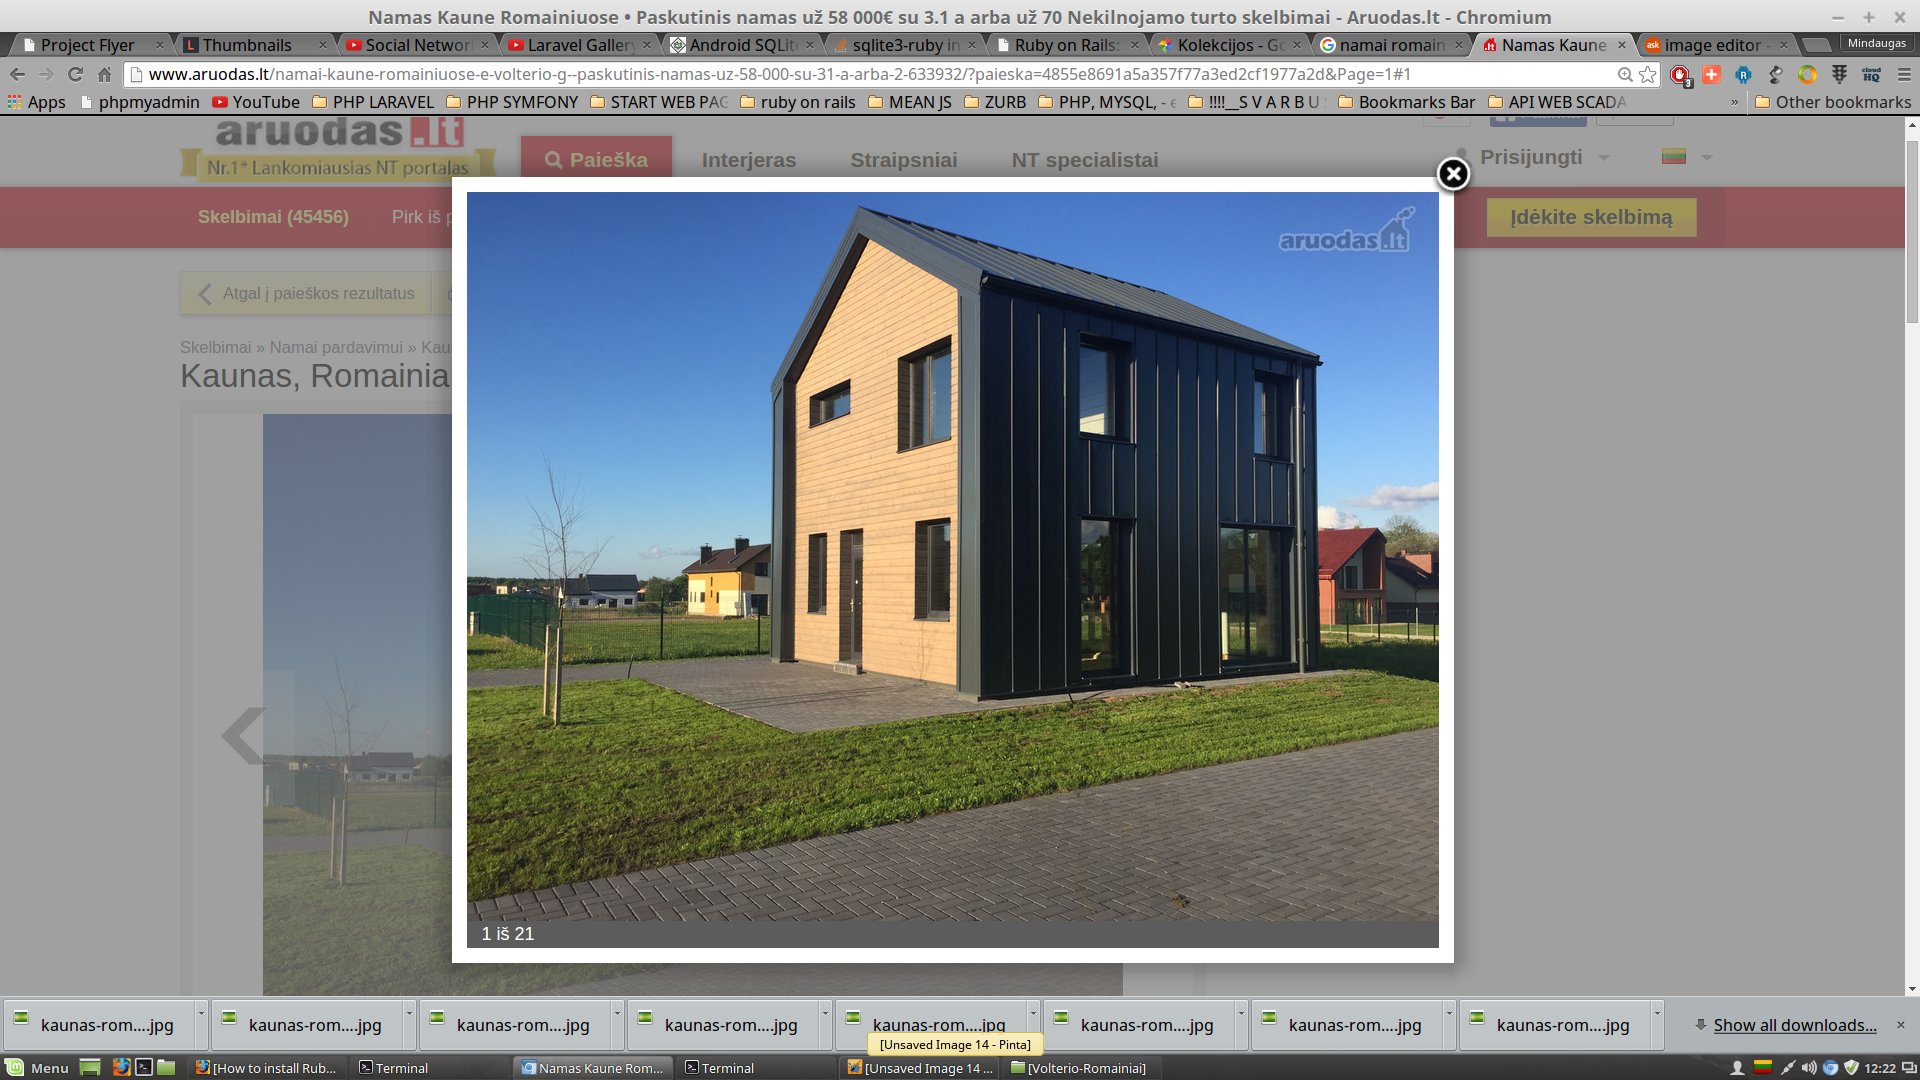 Namas Kaune Romainiuose • Paskutinis namas už 58 000€ su 3.1 a arba už 70 Nekilnojamo turto skelbimai - Aruodas.lt - Chromium
Project Flyer
Thumbnails
Social Networ
Laravel Gallery
Android SQLit
sqlite3-ruby in
Ruby on Rails:
Kolekcijos - Go
namai romain
Namas Kaune
image editor -
Mindaugas
www.aruodas.lt/namai-kaune-romainiuose-e-volterio-g--paskutinis-namas-uz-58-000-su-31-a-arba-2-633932/?paieska=4855e8691a5a357f77a3ed2cf1977a2d&Page=1#1
3
cloud HQ
Apps
phpmyadmin
YouTube
PHP LARAVEL
PHP SYMFONY
START WEB PAG
ruby on rails
MEAN JS
ZURB
PHP, MYSQL, - e
!!!!__S V A R B U
Bookmarks Bar
API WEB SCADA
»
Other bookmarks
aruodas.lt
Nr.1* Lankomiausias NT portalas
Paieška
Interjeras
Straipsniai
NT specialistai
Prisijungti
Skelbimai (45456)
Pirk iš p
Įdėkite skelbimą
aruodas.lt
Atgal į paieškos rezultatus
Skelbimai » Namai pardavimui » Kau
Kaunas, Romainia
1 iš 21
kaunas-rom....jpg
kaunas-rom....jpg
kaunas-rom....jpg
kaunas-rom....jpg
kaunas-rom....jpg
kaunas-rom....jpg
kaunas-rom....jpg
kaunas-rom....jpg
Show all downloads...
[Unsaved Image 14 - Pinta]
Menu
[How to install Rub...
Terminal
Namas Kaune Rom...
Terminal
[Unsaved Image 14 ...
[Volterio-Romainiai]
12:22